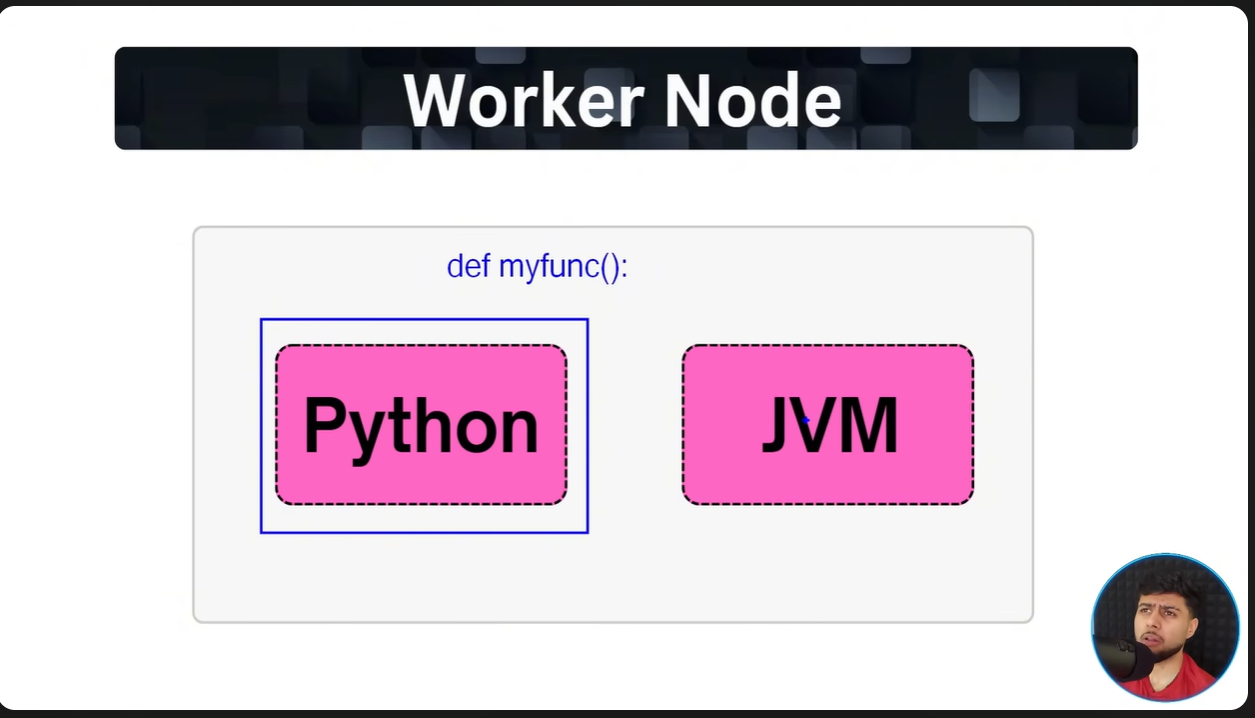 Worker Node
def myfunc():
Python
JVM